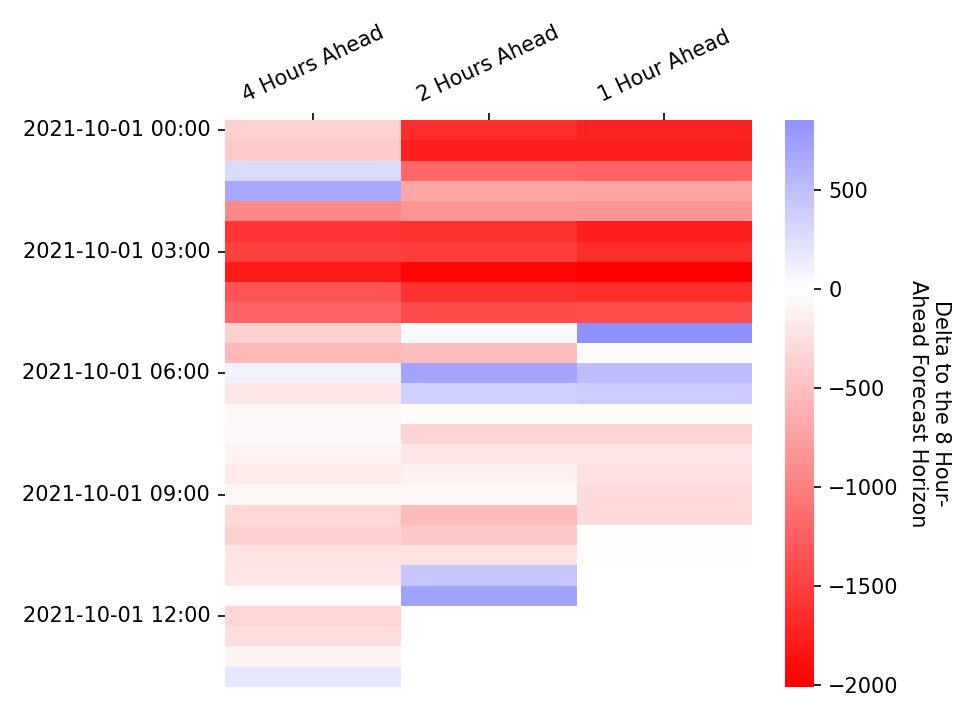 4 Hours Ahead
2 Hours Ahead
1 Hour Ahead
2021-10-01 00:00
2021-10-01 03:00
2021-10-01 06:00
2021-10-01 09:00
2021-10-01 12:00
500
0
−500
−1000
−1500
−2000
Delta to the 8 Hour-
Ahead Forecast Horizon